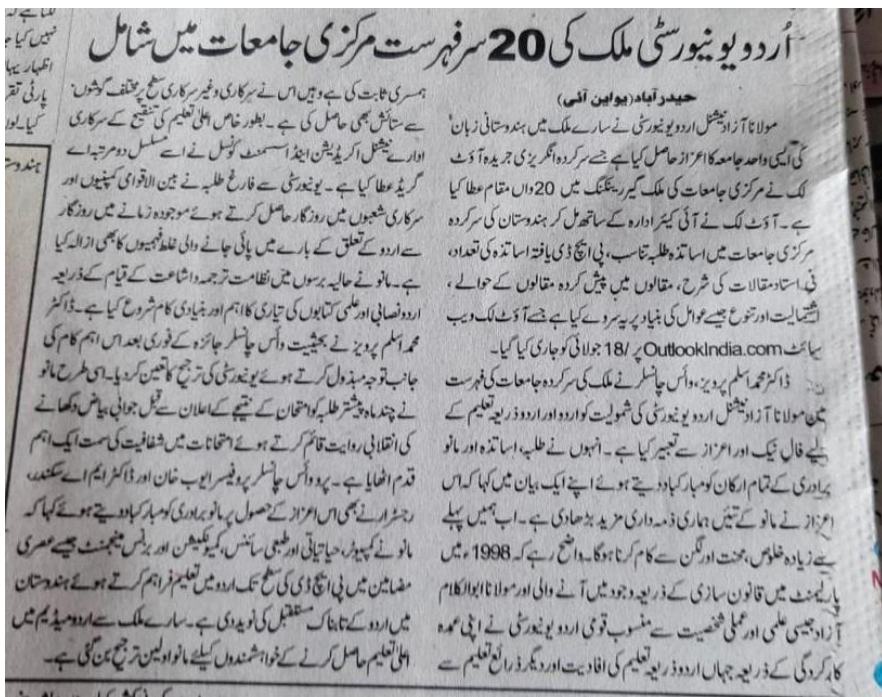 اُردو یونیورسٹی ملک کی 20 سرفہرست مرکزی جامعات میں شامل
حیدرآباد (یو این آئی)
مولانا آزاد نیشنل اردو یونیورسٹی نے سارے ملک میں ہندوستانی زبان
کی ایسی واحد جامعہ کا اعزاز حاصل کیا ہے جسے سرکردہ انگریزی جریدہ آؤٹ
لک نے مرکزی جامعات کی ملک گیر رینکنگ میں 20واں مقام عطا کیا
ہے۔ آؤٹ لک نے آئی کیئر ادارہ کے ساتھ مل کر ہندوستان کی سرکردہ
مرکزی جامعات میں اساتذہ طلبہ تناسب، پی ایچ ڈی یافتہ اساتذہ کی تعداد،
فی استاد مقالات کی شرح، مقالوں میں پیش کردہ مقالوں کے حوالے،
اشتمالیت اور تنوع جیسے عوامل کی بنیاد پر یہ سروے کیا ہے جسے آؤٹ لک ویب
سائٹ OutlookIndia.com پر /18 جولائی کو جاری کیا گیا۔
ڈاکٹر محمد اسلم پرویز، وائس چانسلر نے ملک کی سرکردہ جامعات کی فہرست
میں مولانا آزاد نیشنل اردو یونیورسٹی کی شمولیت کو اردو اور اردو ذریعہ تعلیم کے
لیے فال نیک اور اعزاز سے تعبیر کیا ہے۔ انہوں نے طلبہ، اساتذہ اور مانو
برادری کے تمام ارکان کو مبارکباد دیتے ہوئے اپنے ایک بیان میں کہا کہ اس
اعزاز نے مانو کے تئیں ہماری ذمہ داری مزید بڑھا دی ہے۔ اب ہمیں پہلے
سے زیادہ خلوص، محنت اور لگن سے کام کرنا ہوگا۔ واضح رہے کہ 1998ء میں
پارلیمنٹ میں قانون سازی کے ذریعہ وجود میں آنے والی اور مولانا ابوالکلام
آزاد جیسی علمی اور عملی شخصیت سے منسوب قومی اردو یونیورسٹی نے اپنی عمدہ
کارکردگی کے ذریعہ جہاں اردو ذریعہ تعلیم کی افادیت اور دیگر ذرائع تعلیم سے
ہمسری ثابت کی ہے وہیں اس نے سرکاری وغیر سرکاری سطح پر مختلف گوشوں
سے ستائش بھی حاصل کی ہے۔ بطور خاص اعلیٰ تعلیم کی تنقیح کے سرکاری
ادارے نیشنل اکریڈیشن اینڈ اسسمنٹ کونسل نے اسے مسلسل دو مرتبہ اے
گریڈ عطا کیا ہے۔ یونیورسٹی سے فارغ طلبہ نے بین الاقوامی کمپنیوں اور
سرکاری شعبوں میں روزگار حاصل کرتے ہوئے موجودہ زمانے میں روزگار
سے اردو کے تعلق کے بارے میں پائی جانے والی غلط فہمیوں کا بھی ازالہ کیا
ہے۔ مانو نے حالیہ برسوں میں نظامت ترجمہ و اشاعت کے قیام کے ذریعہ
اردو نصابی اور علمی کتابوں کی تیاری کا اہم اور بنیادی کام شروع کیا ہے۔ ڈاکٹر
محمد اسلم پرویز نے بحیثیت وائس چانسلر جائزہ کے فوری بعد اس اہم کام کی
جانب توجہ مبذول کرتے ہوئے یونیورسٹی کی ترجیح کا تعین کردیا۔ اسی طرح مانو
نے چند ماہ پیشتر طلبہ کو امتحان کے نتیجے کے اعلان سے قبل جوابی بیاض دکھانے
کی انقلابی روایت قائم کرتے ہوئے امتحانات میں شفافیت کی سمت ایک اہم
قدم اٹھایا ہے۔ پرو وائس چانسلر پروفیسر ایوب خان اور ڈاکٹر ایم اے سکندر،
رجسٹرار نے بھی اس اعزاز کے حصول پر مانو برادری کو مبارکباد دیتے ہوئے کہا کہ
مانو نے کمپیوٹر، حیاتیاتی اور طبعی سائنس، کمیونکیشن اور بزنس مینجمنٹ جیسے عصری
مضامین میں پی ایچ ڈی کی سطح تک اردو میں تعلیم فراہم کرتے ہوئے ہندوستان
میں اردو کے تابناک مستقبل کی نوید دی ہے۔ سارے ملک سے اردو میڈیم میں
اعلیٰ تعلیم حاصل کرنے کے خواہشمندوں کیلئے مانو اولین ترجیح بن گئی ہے۔